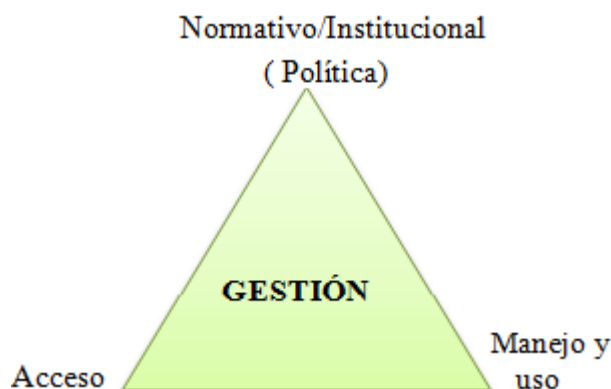 Normativo/Institucional
( Política)
GESTIÓN
Acceso
Manejo y
uso